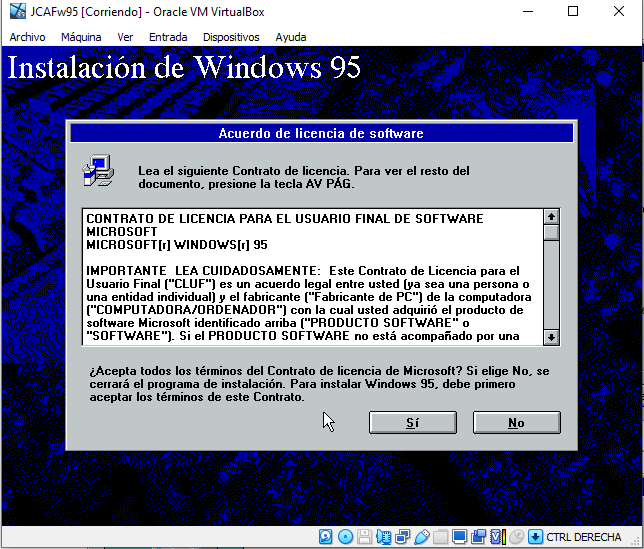 JCAFw95 [Corriendo] - Oracle VM VirtualBox
Archivo Máquina Ver Entrada Dispositivos Ayuda
Instalación de Windows 95
Acuerdo de licencia de software
Lea el siguiente Contrato de licencia. Para ver el resto del
documento, presione la tecla AV PÁG.
CONTRATO DE LICENCIA PARA EL USUARIO FINAL DE SOFTWARE
MICROSOFT
MICROSOFT[r] WINDOWS[r] 95
IMPORTANTE LEA CUIDADOSAMENTE: Este Contrato de Licencia para el
Usuario Final ("CLUF") es un acuerdo legal entre usted (ya sea una persona o
una entidad individual) y el fabricante ("Fabricante de PC") de la computadora
("COMPUTADORA/ORDENADOR") con la cual usted adquirió el producto de
software Microsoft identificado arriba ("PRODUCTO SOFTWARE" o
"SOFTWARE"). Si el PRODUCTO SOFTWARE no está acompañado por una
¿Acepta todos los términos del Contrato de licencia de Microsoft? Si elige No, se
cerrará el programa de instalación. Para instalar Windows 95, debe primero
aceptar los términos de este Contrato.
Sí No
CTRL DERECHA